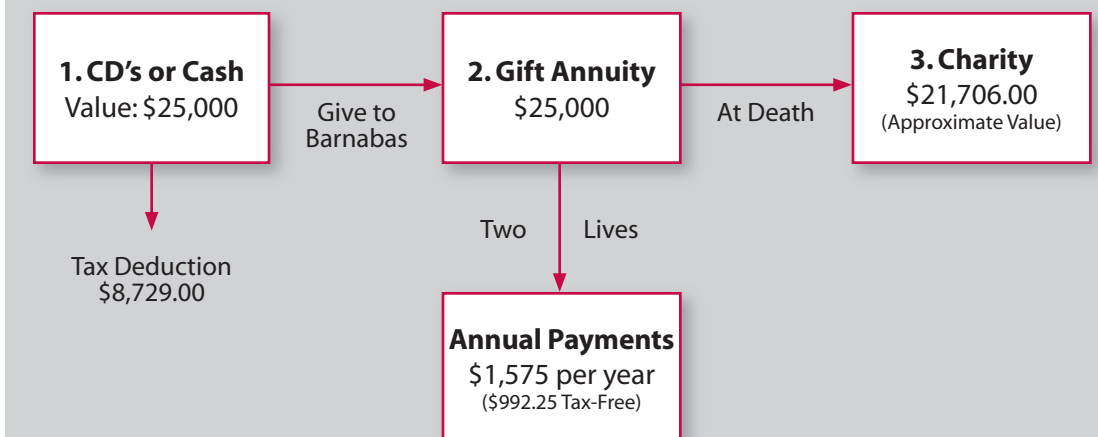 1. CD's or Cash
Value: $25,000
Give to
Barnabas
2. Gift Annuity
$25,000
At Death
3. Charity
$21,706.00
(Approximate Value)
Tax Deduction
$8,729.00
Two Lives
Annual Payments
$1,575 per year
($992.25 Tax-Free)